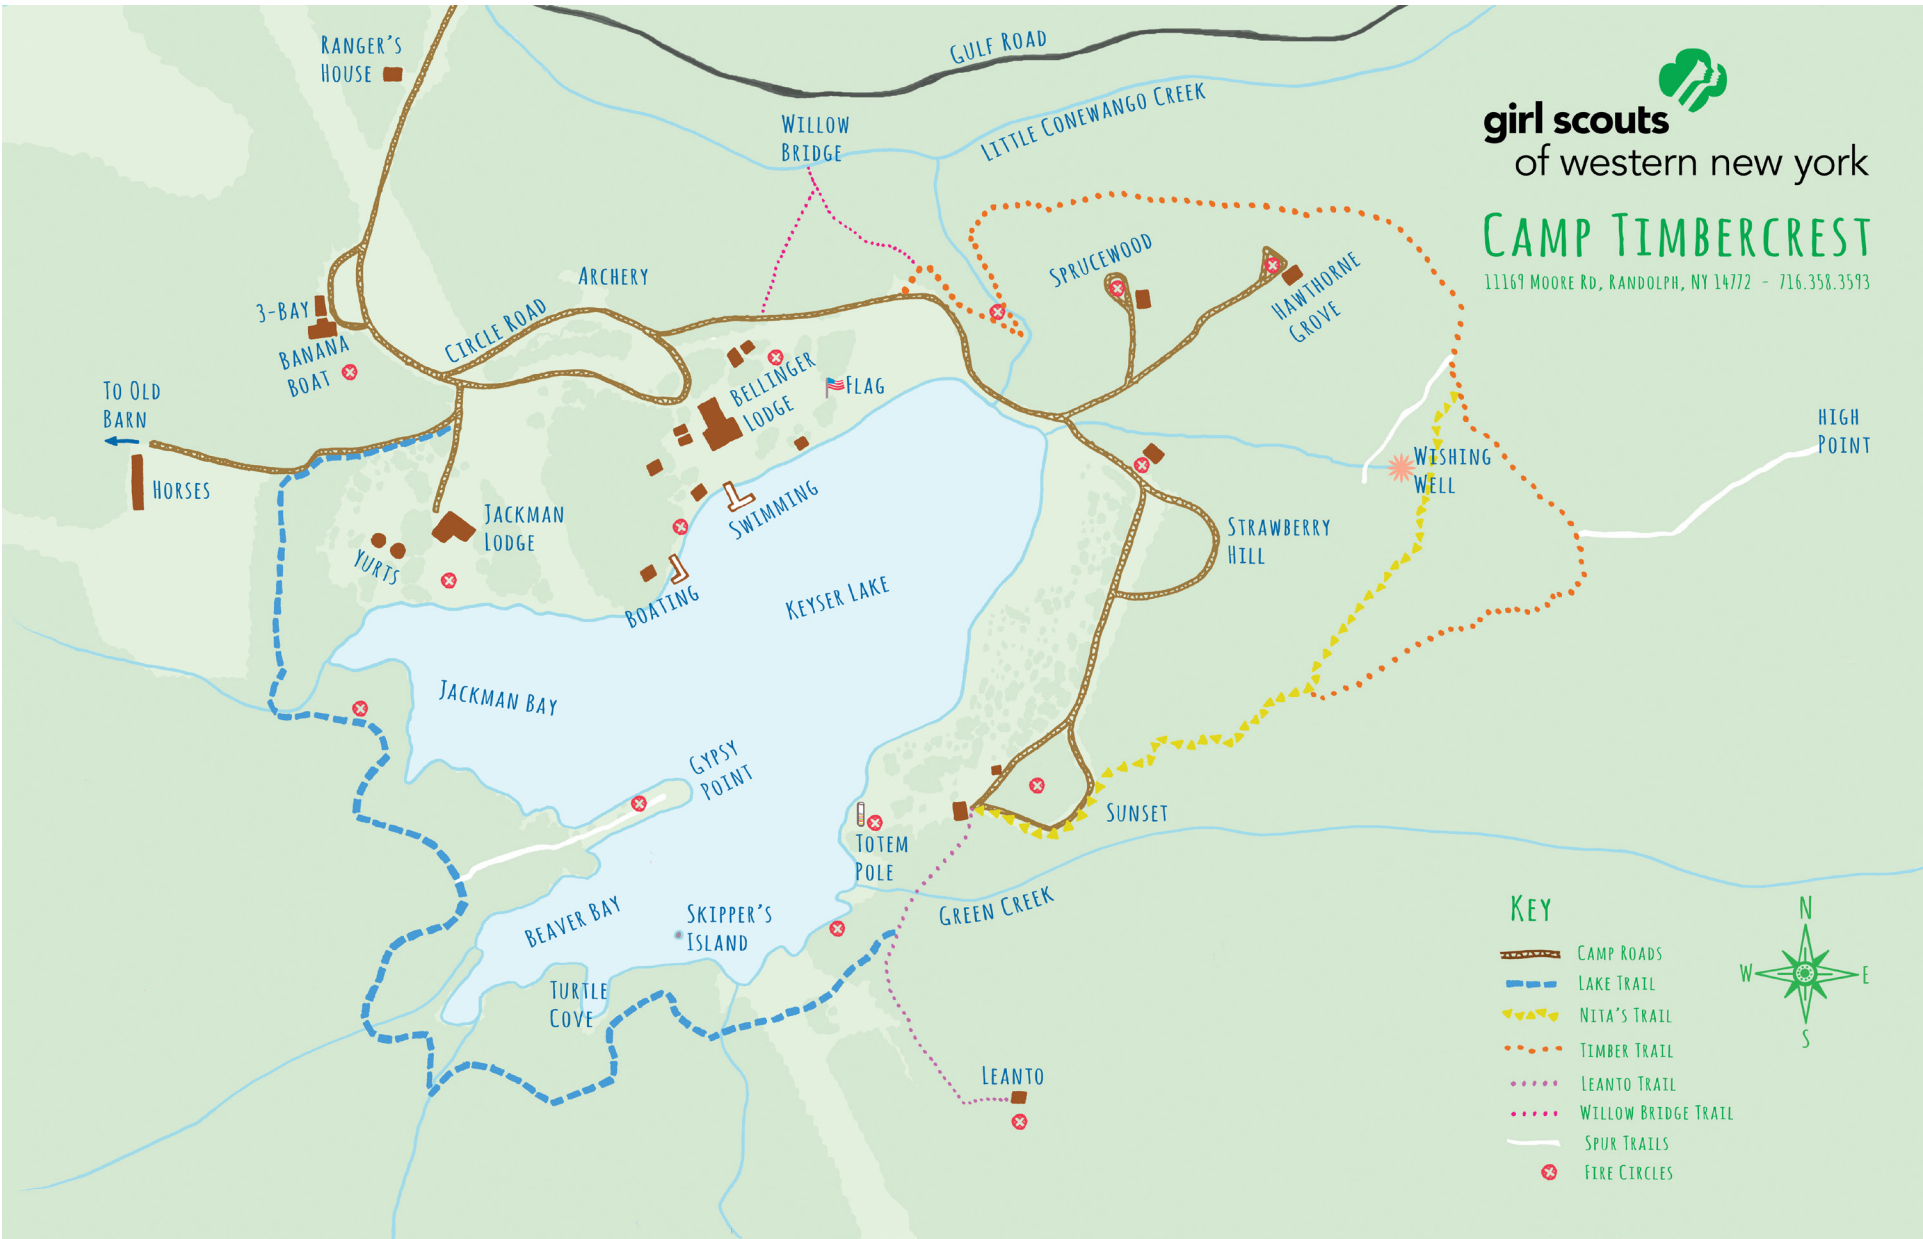 Ranger's
House
Gulf Road
Little Conewango Creek
Willow
Bridge
girl scouts
of western new york
Camp Timbercrest
11169 Moore Rd, Randolph, NY 14772 - 716.358.3593
Archery
Sprucewood
Hawthorne
Grove
3-Bay
Banana
Boat
Circle Road
Bellinger
Lodge
Flag
To Old
Barn
Horses
High
Point
Wishing
Well
Jackman
Lodge
Yurts
Swimming
Boating
Keyser Lake
Strawberry
Hill
Jackman Bay
Gypsy
Point
Totem
Pole
Sunset
Beaver Bay
Skipper's
Island
Green Creek
Turtle
Cove
Leanto
Key
Camp Roads
Lake Trail
Nita's Trail
Timber Trail
Leanto Trail
Willow Bridge Trail
Spur Trails
Fire Circles
N
W
E
S